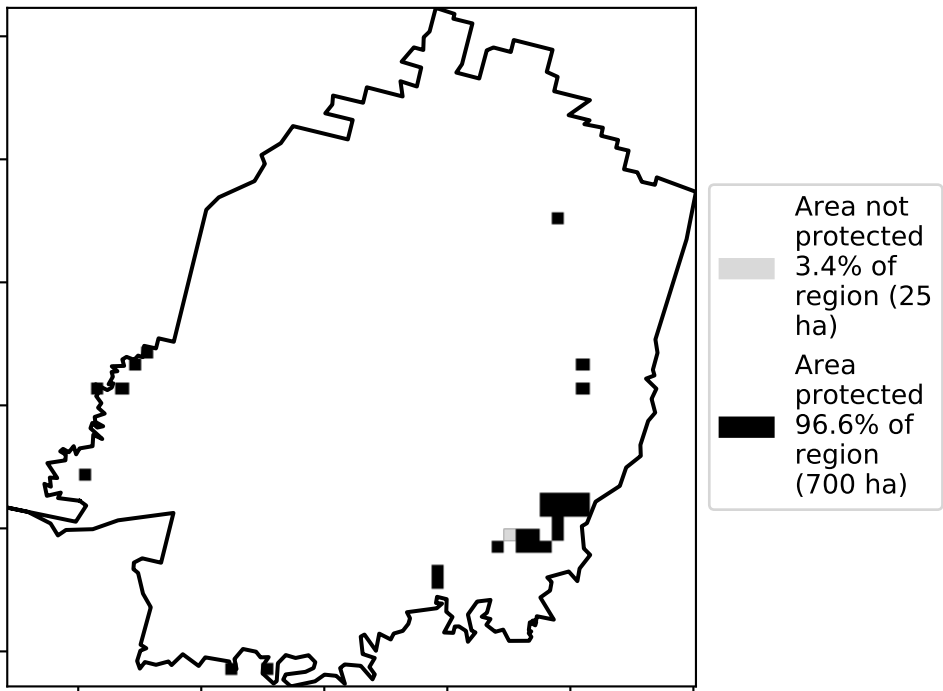 Area not
protected
3.4% of
region (25
ha)
Area
protected
96.6% of
region
(700 ha)